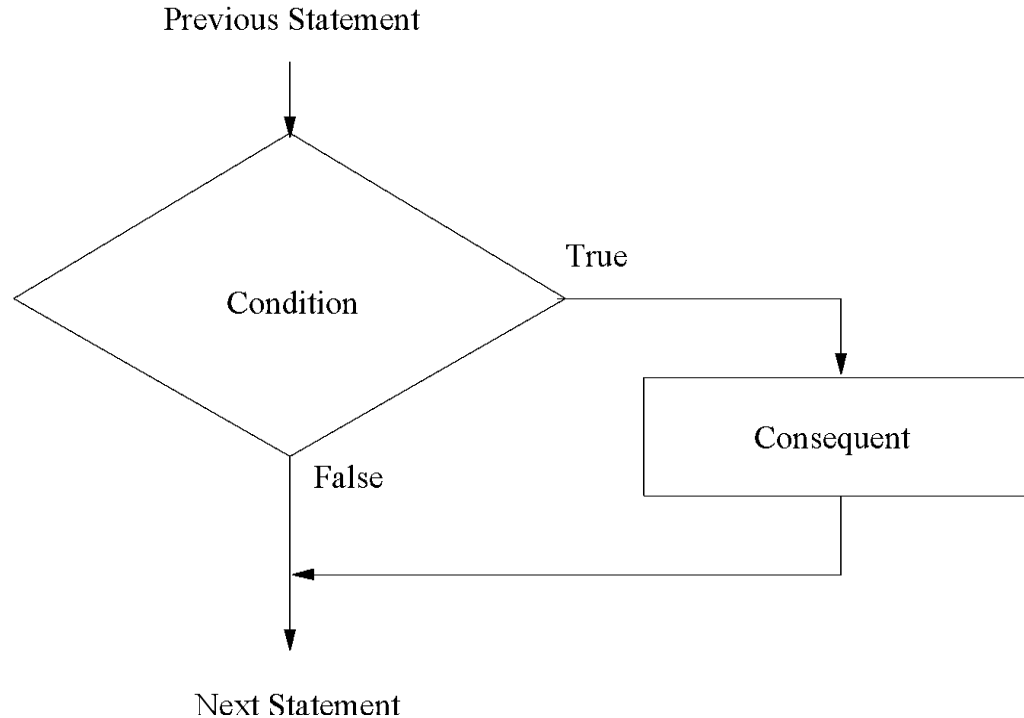 Previous Statement
True
Condition
Consequent
False
Next Statement